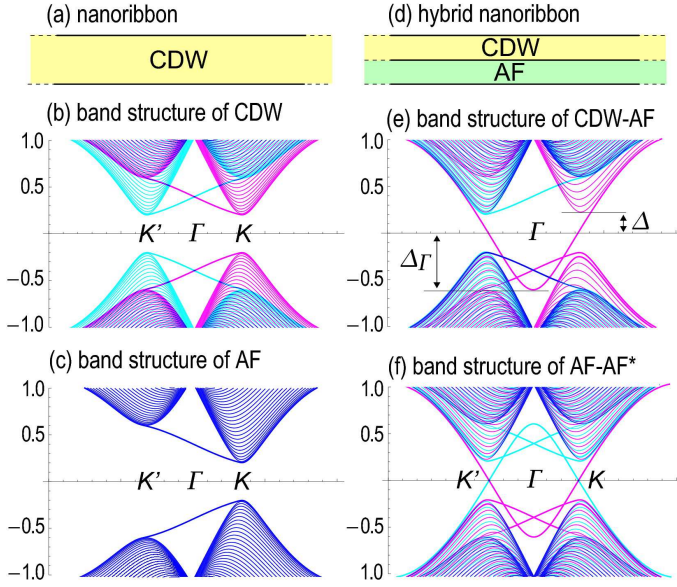 (a) nanoribbon
CDW
(b) band structure of CDW
1.0
0.5
K' Γ K
−0.5
−1.0
(c) band structure of AF
1.0
0.5
K' Γ K
−0.5
−1.0
(d) hybrid nanoribbon
CDW
AF
(e) band structure of CDW-AF
1.0
0.5
Γ Δ
Δ_Γ
−0.5
−1.0
(f) band structure of AF-AF*
1.0
0.5
K' Γ K
−0.5
−1.0